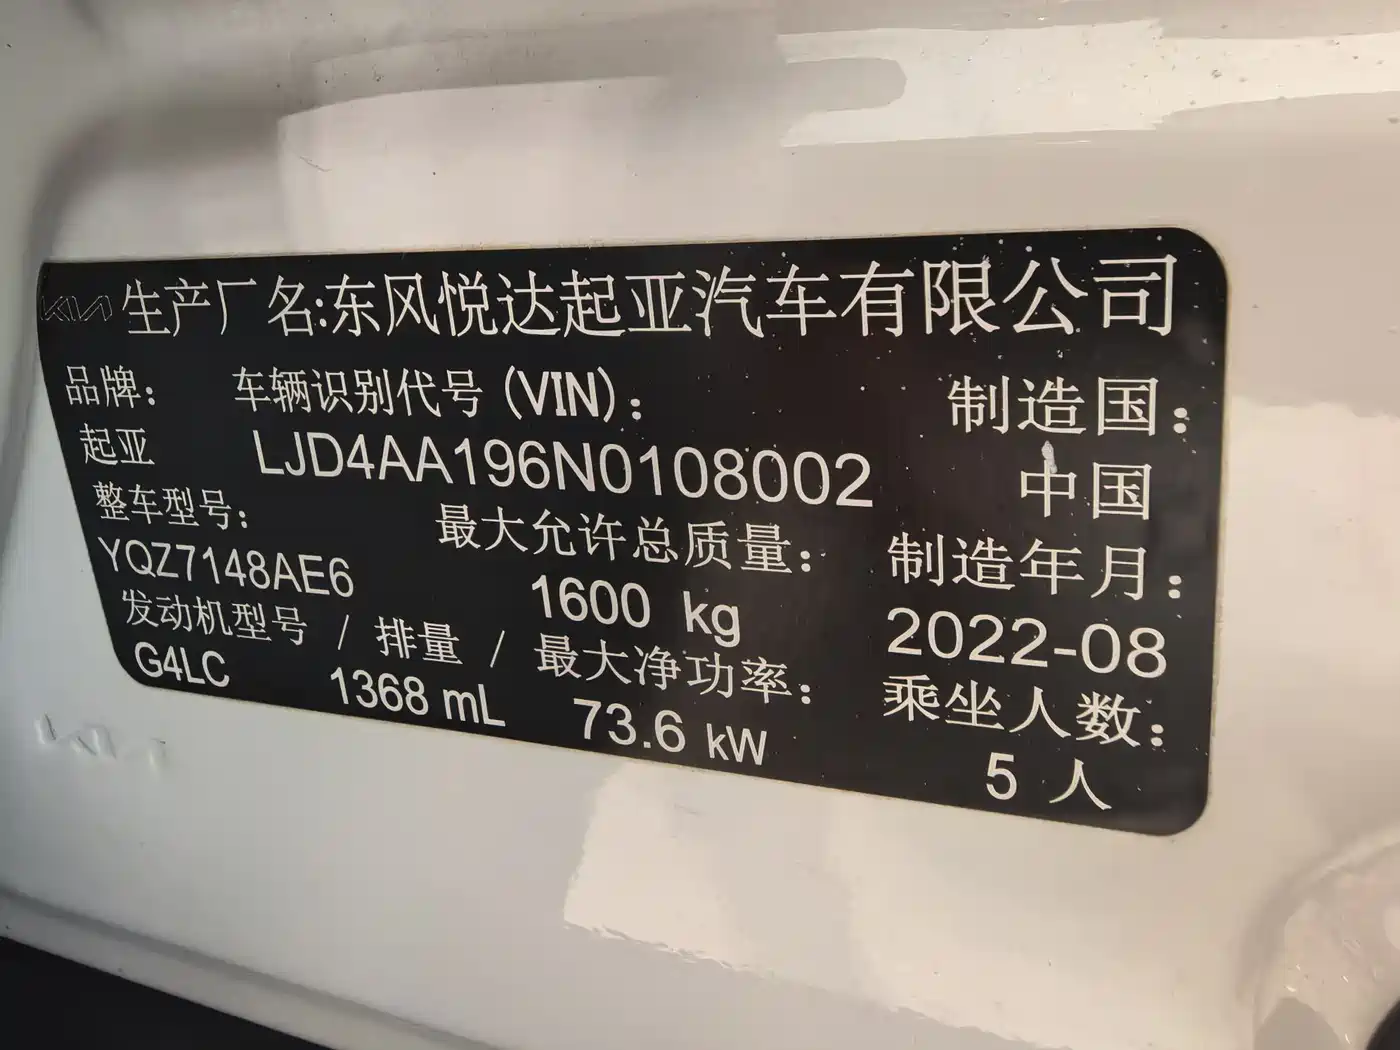 KIA 生产厂名:东风悦达起亚汽车有限公司
品牌: 车辆识别代号 (VIN): 制造国:
起亚 LJD4AA196N0108002 中国
整车型号: 最大允许总质量: 制造年月:
YQZ7148AE6 1600 kg 2022-08
发动机型号 / 排量 / 最大净功率: 乘坐人数:
G4LC 1368 mL 73.6 kW 5 人
KIA